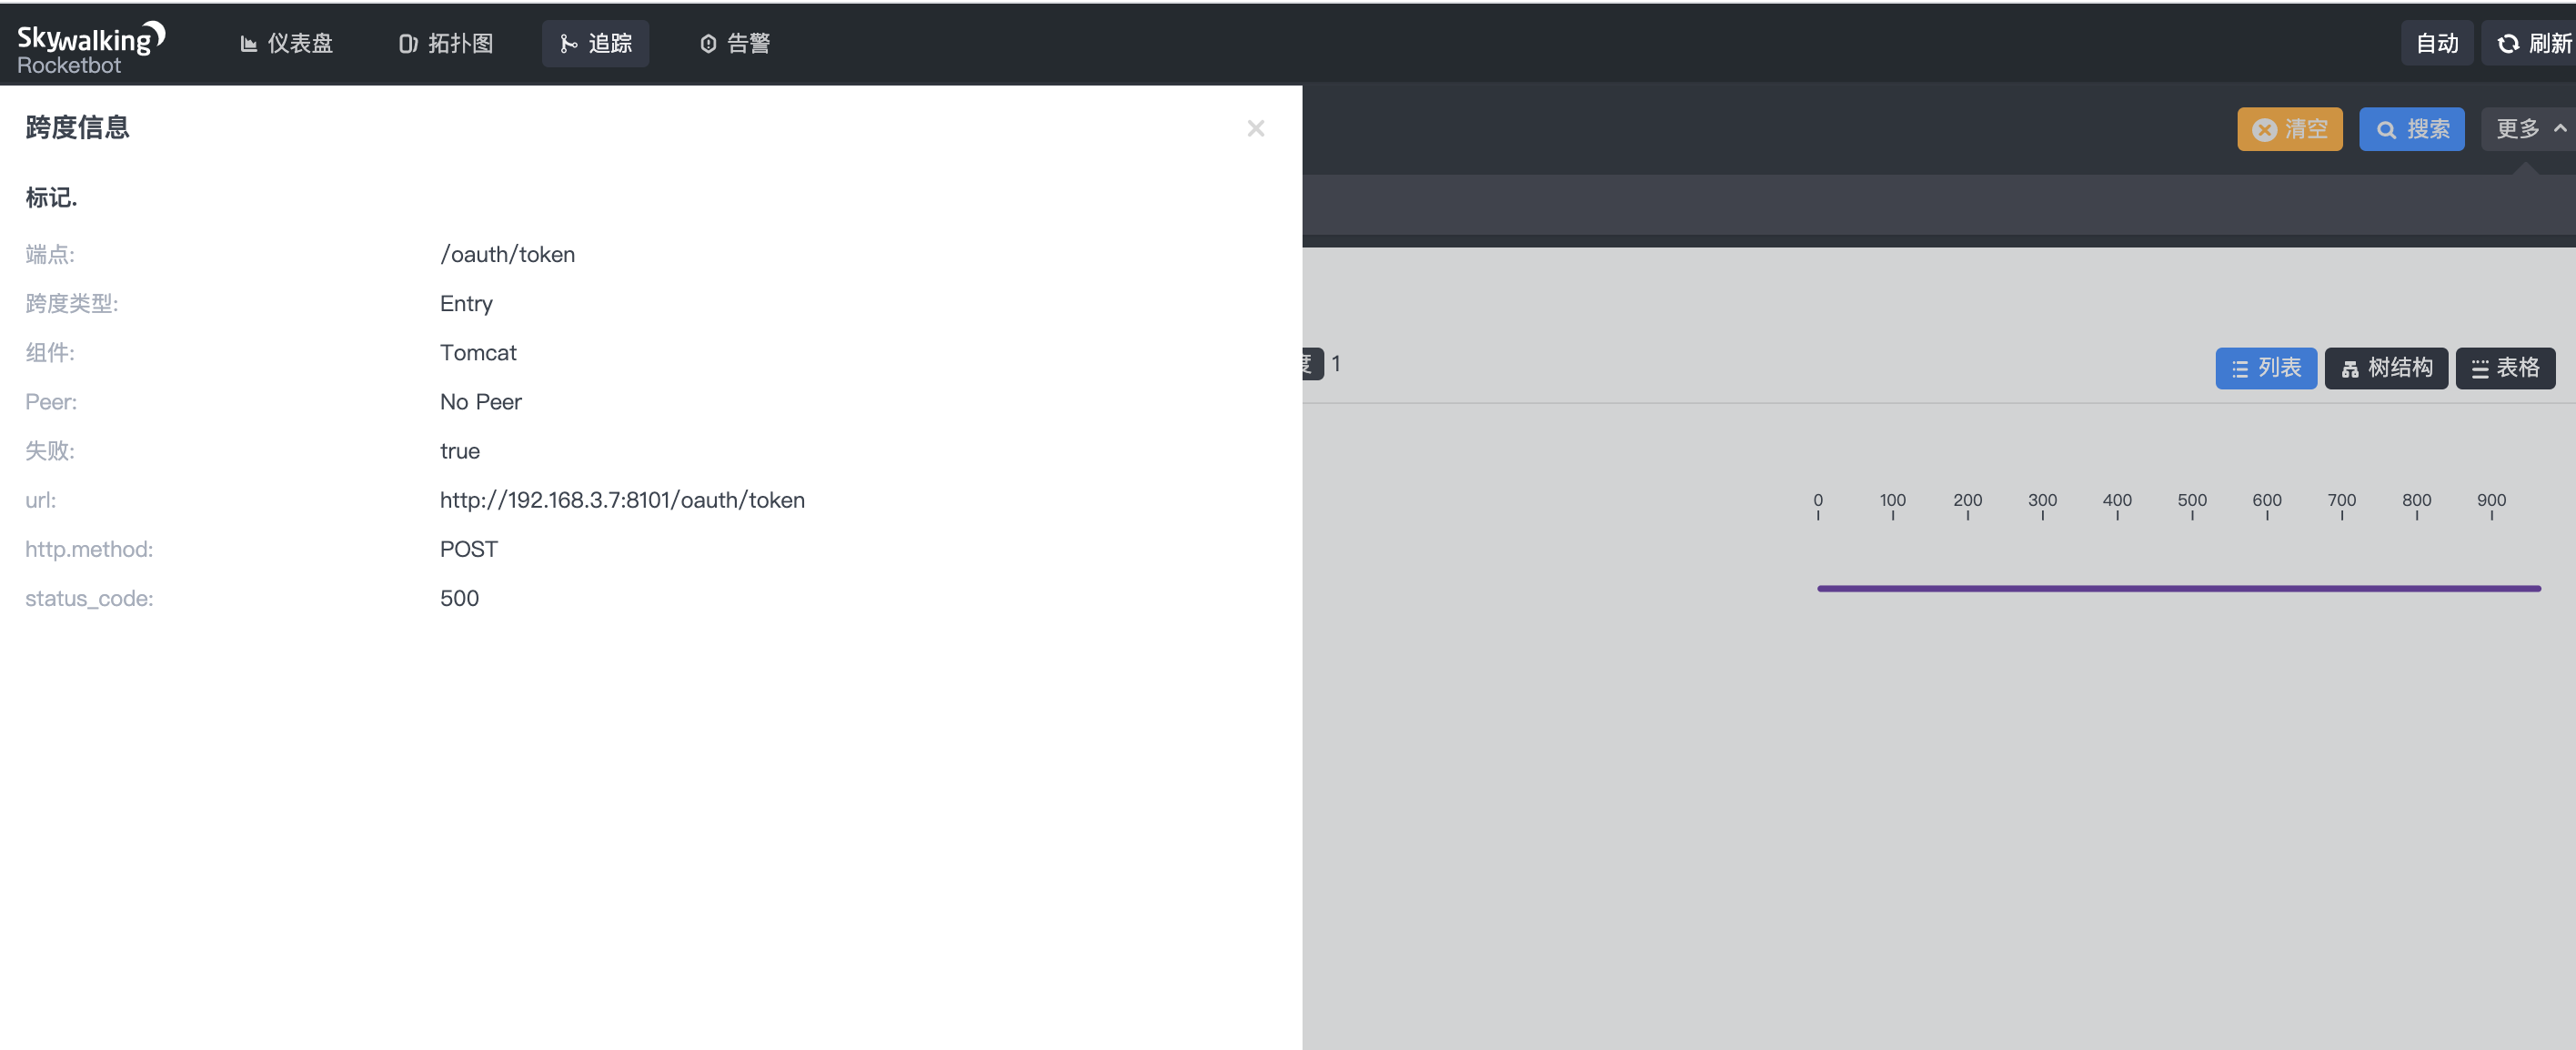 Skywalking
Rocketbot
仪表盘 拓扑图 追踪 告警 自动 刷新
跨度信息
清空 搜索 更多
标记.
端点: /oauth/token
跨度类型: Entry
组件: Tomcat
1 列表 树结构 表格
Peer: No Peer
失败: true
url: http://192.168.3.7:8101/oauth/token
0 100 200 300 400 500 600 700 800 900
http.method: POST
status_code: 500